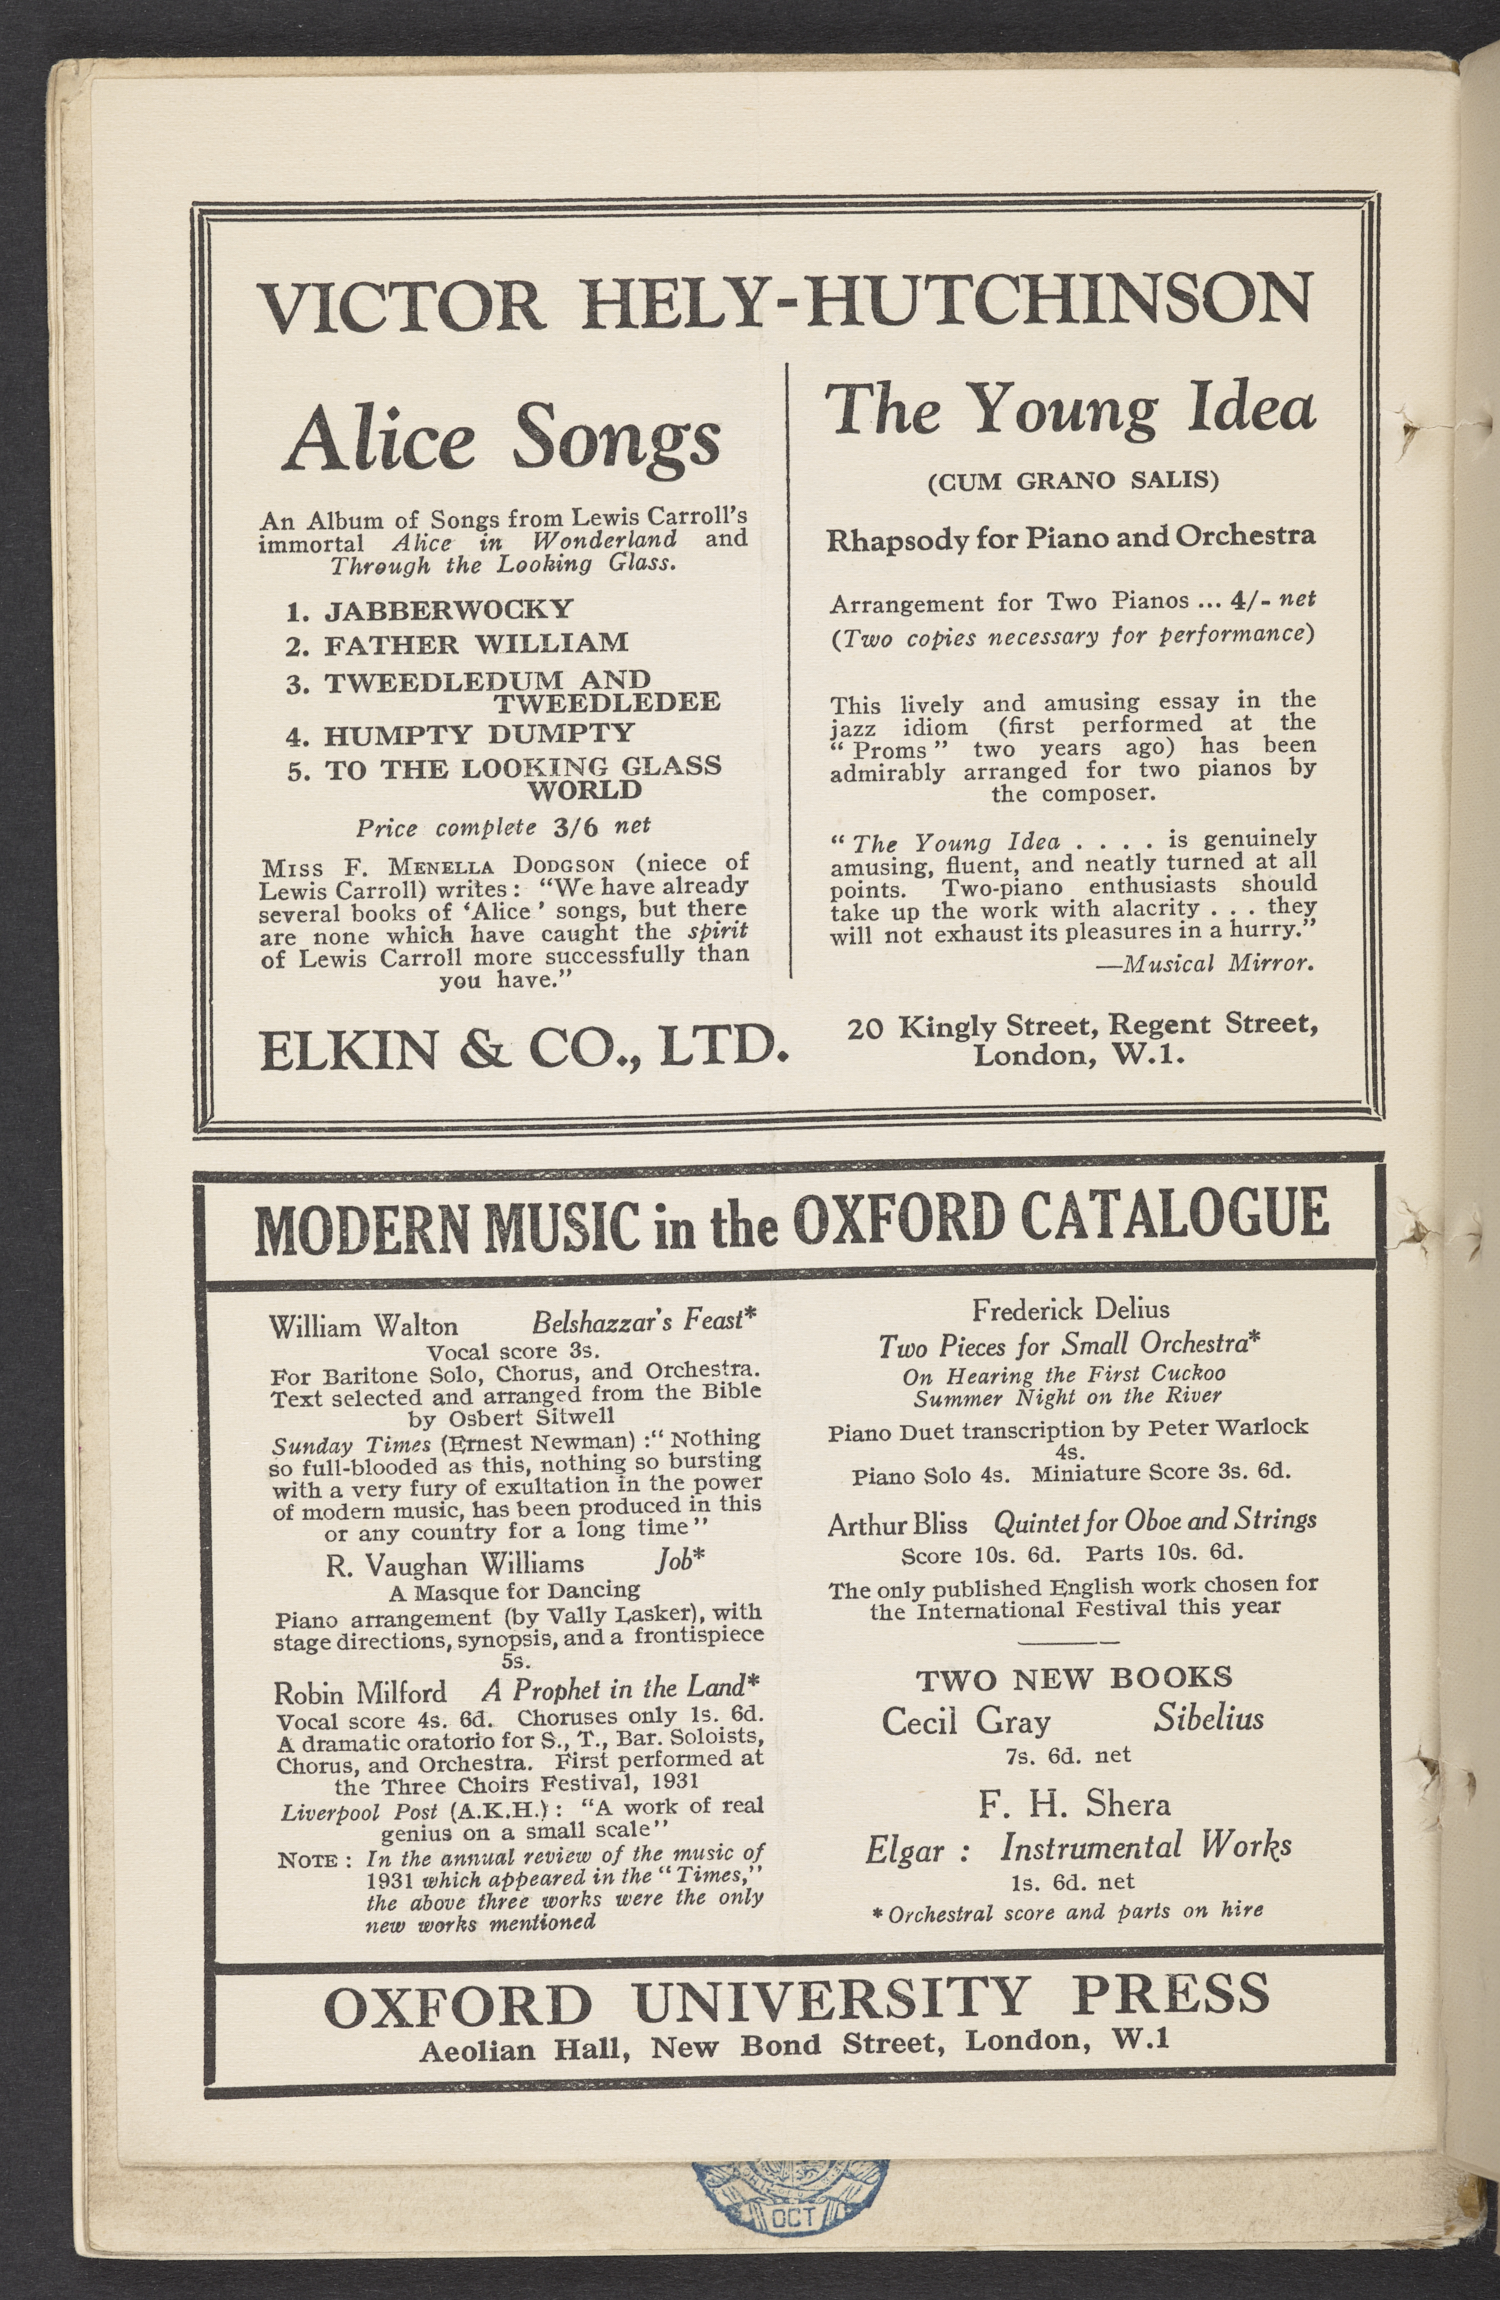 VICTOR HELY-HUTCHINSON
Alice Songs
An Album of Songs from Lewis Carroll's
immortal Alice in Wonderland and
Through the Looking Glass.
1. JABBERWOCKY
2. FATHER WILLIAM
3. TWEEDLEDUM AND
TWEEDLEDEE
4. HUMPTY DUMPTY
5. TO THE LOOKING GLASS
WORLD
Price complete 3/6 net
MISS F. MENELLA DODGSON (niece of
Lewis Carroll) writes: "We have already
several books of 'Alice' songs, but there
are none which have caught the spirit
of Lewis Carroll more successfully than
you have."
The Young Idea
(CUM GRANO SALIS)
Rhapsody for Piano and Orchestra
Arrangement for Two Pianos ... 4/- net
(Two copies necessary for performance)
This lively and amusing essay in the
jazz idiom (first performed at the
"Proms" two years ago) has been
admirably arranged for two pianos by
the composer.
"The Young Idea . . . . is genuinely
amusing, fluent, and neatly turned at all
points. Two-piano enthusiasts should
take up the work with alacrity . . . they
will not exhaust its pleasures in a hurry."
—Musical Mirror.
ELKIN & CO., LTD.
20 Kingly Street, Regent Street,
London, W.1.
MODERN MUSIC in the OXFORD CATALOGUE
William Walton Belshazzar's Feast*
Vocal score 3s.
For Baritone Solo, Chorus, and Orchestra.
Text selected and arranged from the Bible
by Osbert Sitwell
Sunday Times (Ernest Newman) :"Nothing
so full-blooded as this, nothing so bursting
with a very fury of exultation in the power
of modern music, has been produced in this
or any country for a long time"
R. Vaughan Williams Job*
A Masque for Dancing
Piano arrangement (by Vally Lasker), with
stage directions, synopsis, and a frontispiece
5s.
Robin Milford A Prophet in the Land*
Vocal score 4s. 6d. Choruses only 1s. 6d.
A dramatic oratorio for S., T., Bar. Soloists,
Chorus, and Orchestra. First performed at
the Three Choirs Festival, 1931
Liverpool Post (A.K.H.) : "A work of real
genius on a small scale"
NOTE : In the annual review of the music of
1931 which appeared in the "Times,"
the above three works were the only
new works mentioned
Frederick Delius
Two Pieces for Small Orchestra*
On Hearing the First Cuckoo
Summer Night on the River
Piano Duet transcription by Peter Warlock
4s.
Piano Solo 4s. Miniature Score 3s. 6d.
Arthur Bliss Quintet for Oboe and Strings
Score 10s. 6d. Parts 10s. 6d.
The only published English work chosen for
the International Festival this year
TWO NEW BOOKS
Cecil Gray Sibelius
7s. 6d. net
F. H. Shera
Elgar : Instrumental Works
1s. 6d. net
*Orchestral score and parts on hire
OXFORD UNIVERSITY PRESS
Aeolian Hall, New Bond Street, London, W.1
OCT